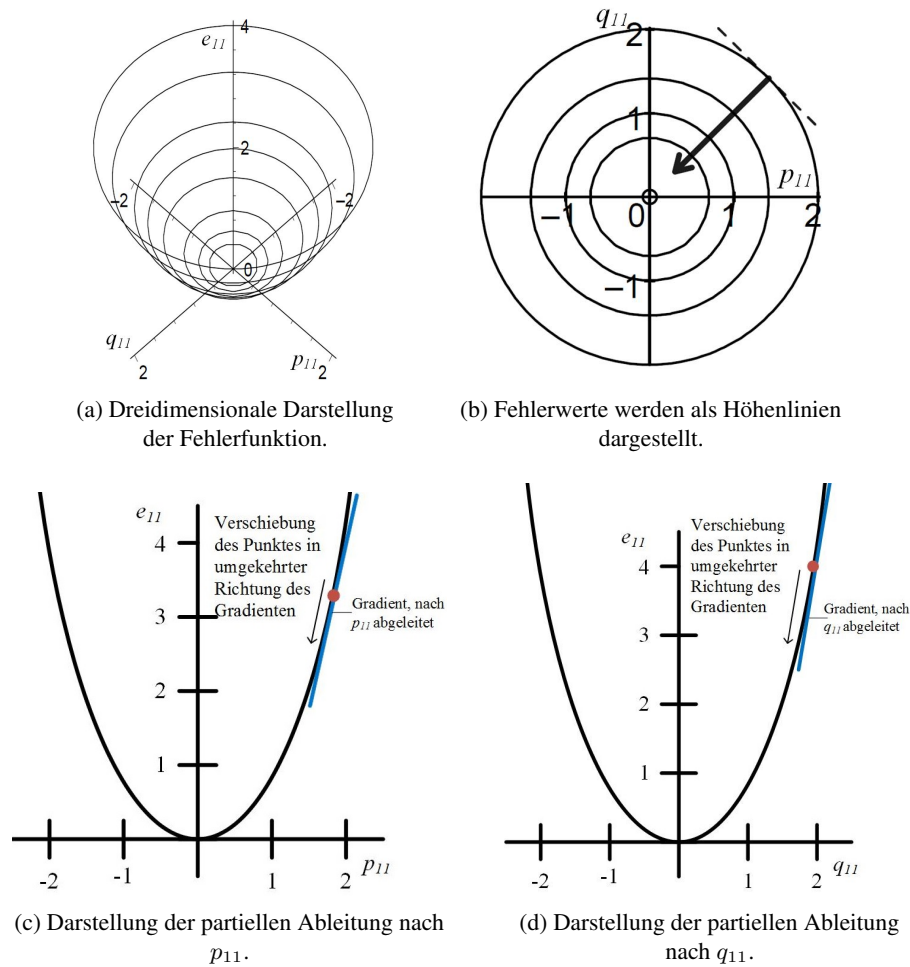 4
e11
2
–2
–2
0
q11
2
p11
2
(a) Dreidimensionale Darstellung
der Fehlerfunktion.
q11
2
1
p11
–1
0
1
2
–1
(b) Fehlerwerte werden als Höhenlinien
dargestellt.
e11
4
3
2
1
Verschiebung
des Punktes in
umgekehrter
Richtung des
Gradienten
Gradient, nach
p11 abgeleitet
-2
-1
1
2
p11
(c) Darstellung der partiellen Ableitung nach
p11.
e11
4
3
2
1
Verschiebung
des Punktes in
umgekehrter
Richtung des
Gradienten
Gradient, nach
q11 abgeleitet
-2
-1
1
2
q11
(d) Darstellung der partiellen Ableitung
nach q11.